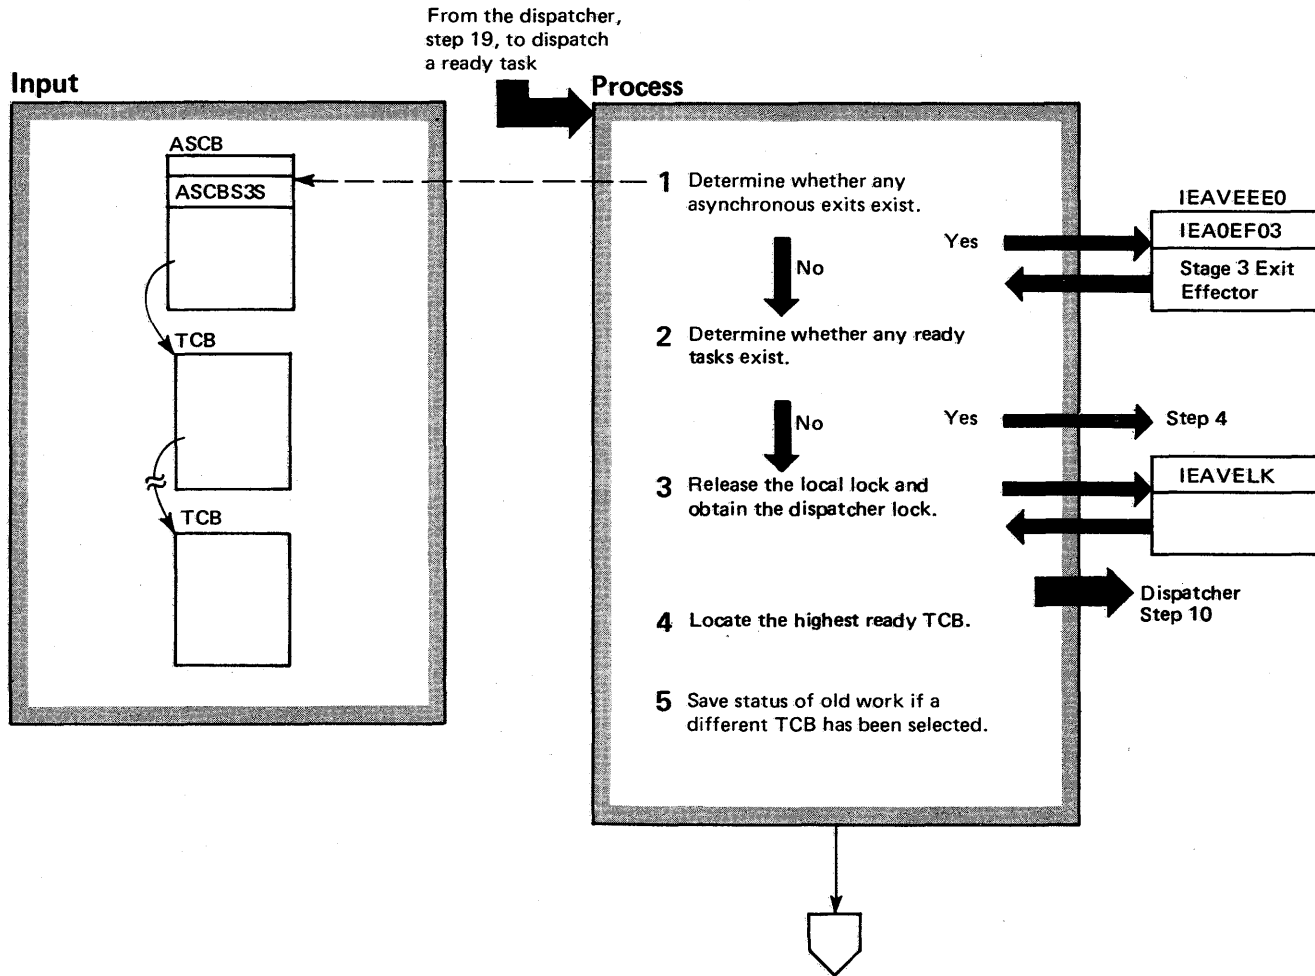 From the dispatcher,
step 19, to dispatch
a ready task
Input
Process
ASCB
ASCBS3S
TCB
TCB
1 Determine whether any
asynchronous exits exist.
Yes
No
IEAVEEE0
IEA0EF03
Stage 3 Exit
Effector
2 Determine whether any ready
tasks exist.
Yes
No
Step 4
3 Release the local lock and
obtain the dispatcher lock.
IEAVELK
Dispatcher
Step 10
4 Locate the highest ready TCB.
5 Save status of old work if a
different TCB has been selected.